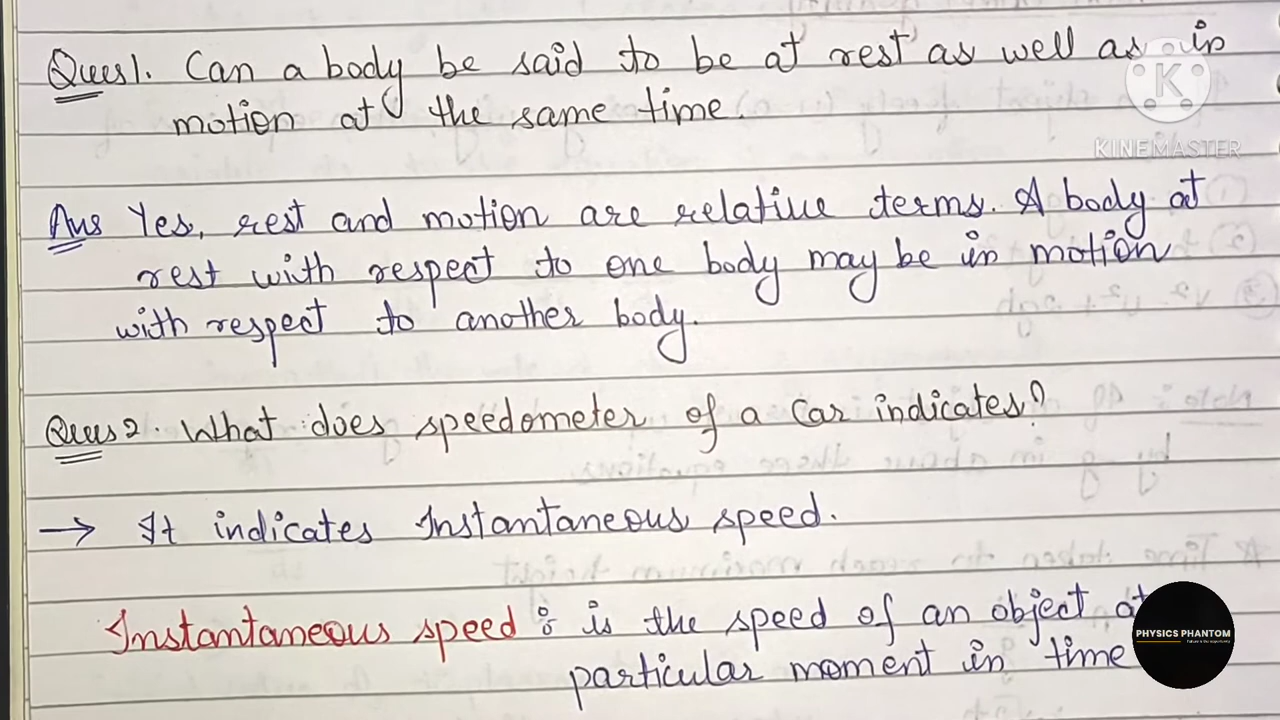 Ques1. Can a body be said to be at rest as well as in
motion at the same time.
KINEMASTER
Ans Yes, rest and motion are relative terms. A body at
rest with respect to one body may be in motion
with respect to another body.
Ques 2. What does speedometer of a car indicates?
→ It indicates Instantaneous speed.
Instantaneous speed : is the speed of an object at
particular moment in time
PHYSICS PHANTOM